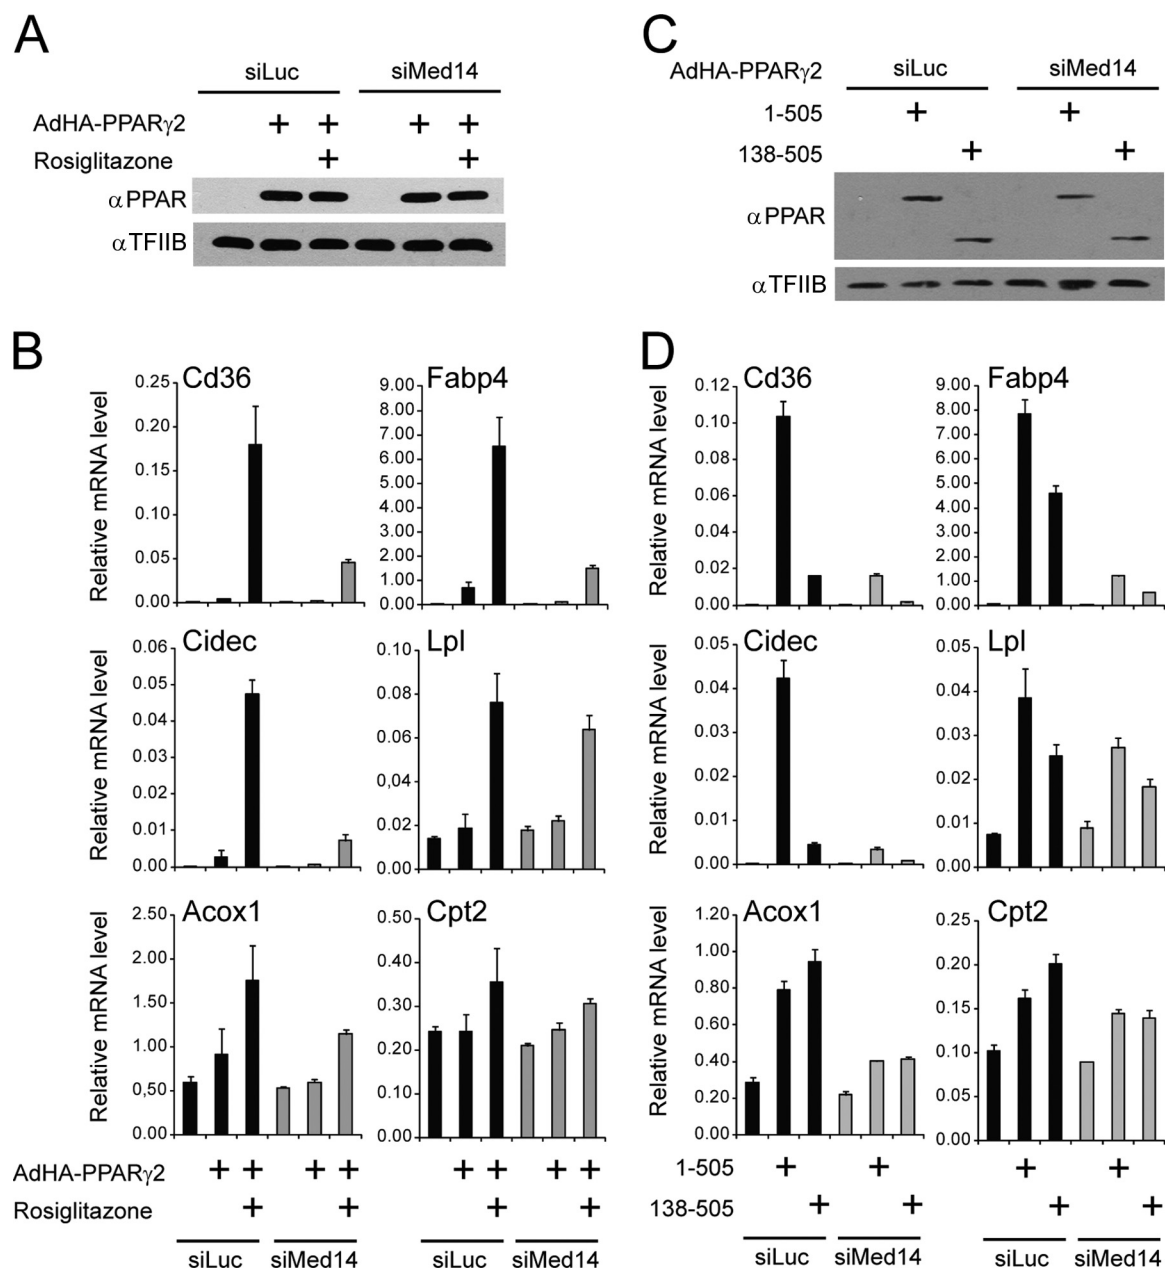 A
siLuc siMed14
AdHA-PPARγ2 + + + +
Rosiglitazone + +
αPPAR
αTFIIB
C
AdHA-PPARγ2 siLuc siMed14
1-505 + +
138-505 + +
αPPAR
αTFIIB
B
Cd36
Relative mRNA level
0.25
0.20
0.15
0.10
0.05
0.00
Fabp4
9.00
8.00
7.00
6.00
5.00
4.00
3.00
2.00
1.00
0.00
Cidec
Relative mRNA level
0.06
0.05
0.04
0.03
0.02
0.01
0.00
Lpl
0.10
0.08
0.06
0,04
0.02
0.00
Acox1
Relative mRNA level
2.50
2.00
1.50
1.00
0,50
0.00
Cpt2
0.50
0.40
0.30
0.20
0.10
0.00
AdHA-PPARγ2 + + + + + + + +
Rosiglitazone + + + +
siLuc siMed14 siLuc siMed14
D
Cd36
Relative mRNA level
0.12
0.10
0.08
0.06
0.04
0.02
0.00
Fabp4
9.00
8.00
7.00
6.00
5.00
4.00
3.00
2.00
1.00
0.00
Cidec
Relative mRNA level
0.05
0.04
0.03
0.02
0.01
0.00
Lpl
0.05
0.04
0.03
0.02
0.01
0.00
Acox1
Relative mRNA level
1.20
1.00
0.80
0.60
0.40
0.20
0.00
Cpt2
0.25
0.20
0.15
0.10
0.05
0.00
1-505 + + + +
138-505 + + + +
siLuc siMed14 siLuc siMed14